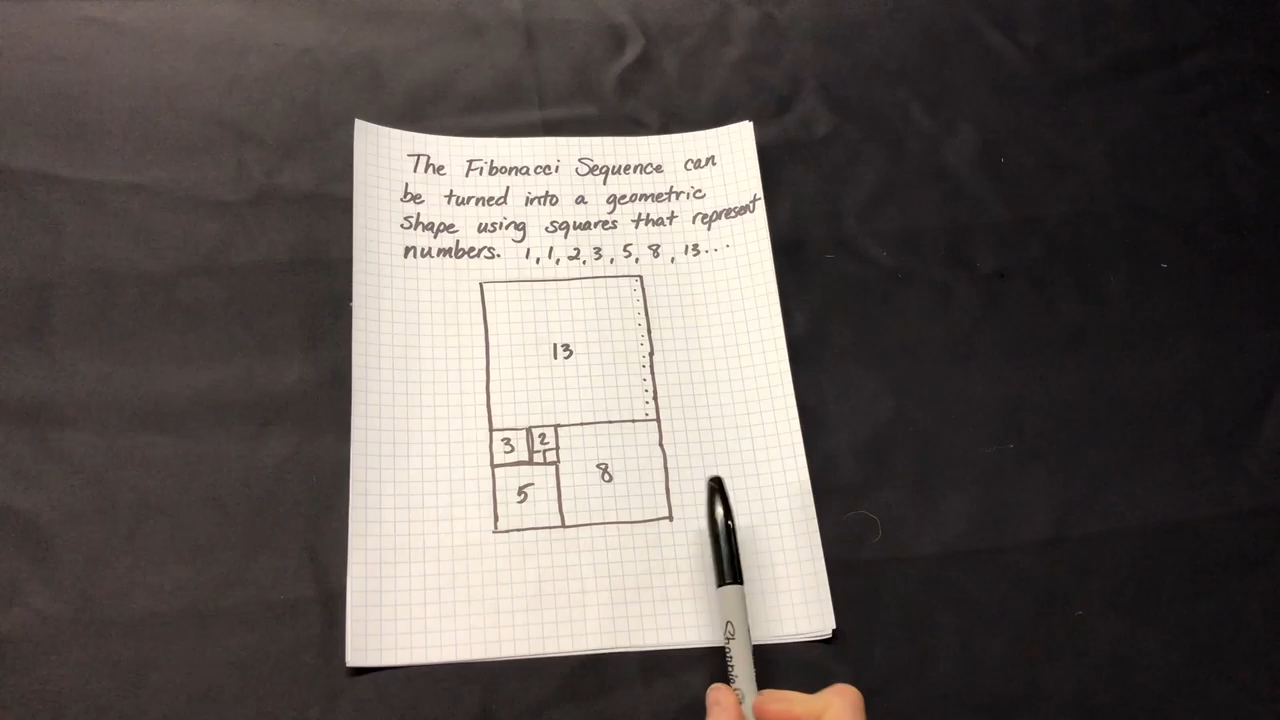 The Fibonacci Sequence can
be turned into a geometric
shape using squares that represent
numbers. 1, 1, 2, 3, 5, 8, 13...
13
3 2
8
5
Sharpie